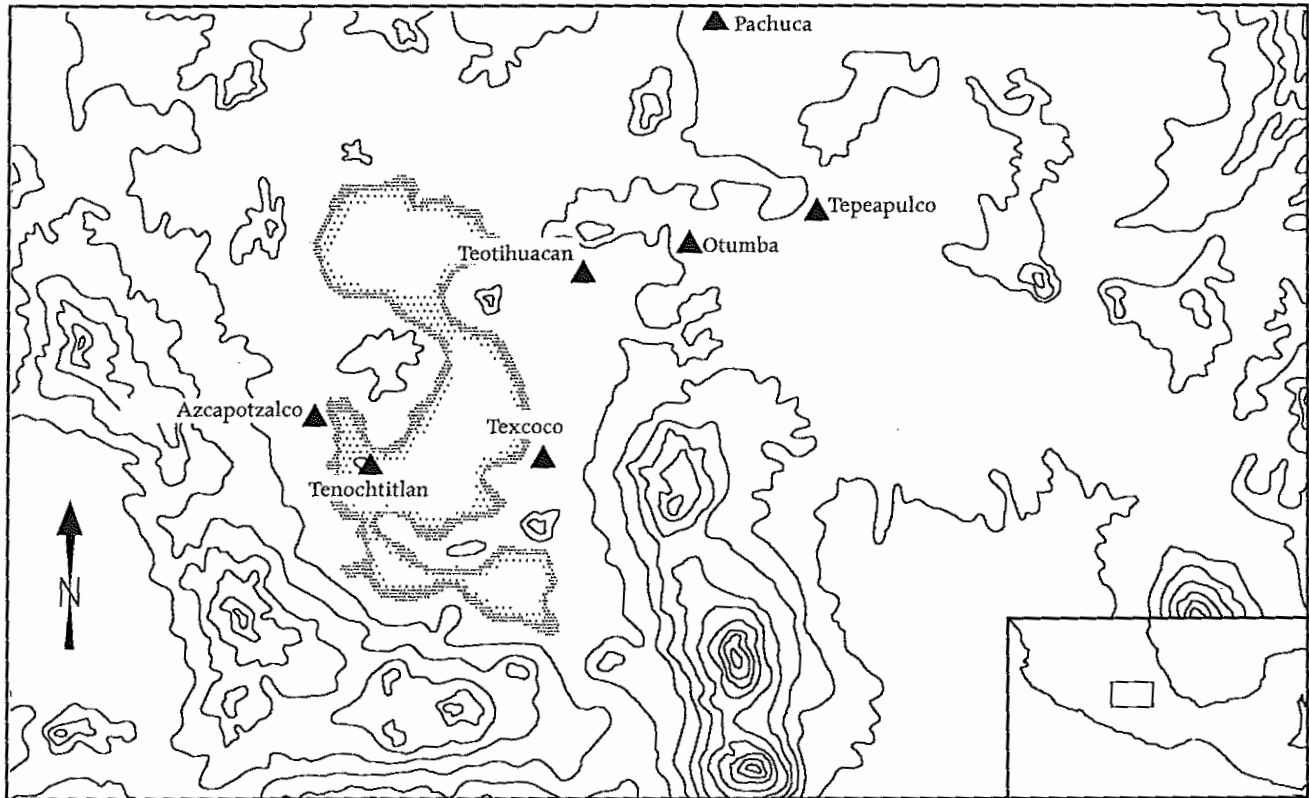 Pachuca
Tepeapulco
Otumba
Teotihuacan
Azcapotzalco
Texcoco
Tenochtitlan
N